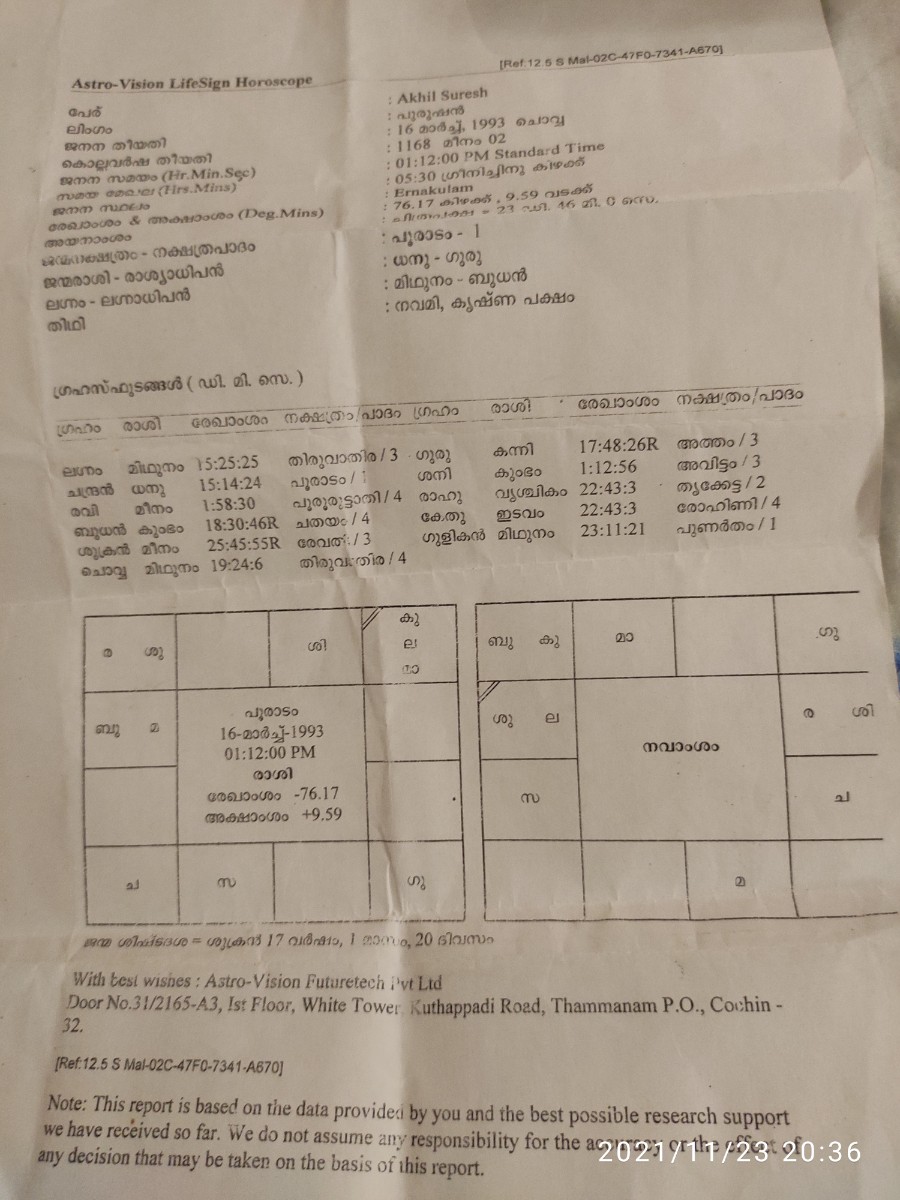 [Ref:12.5 S Mal-02C-47F0-7341-A670]
Astro-Vision LifeSign Horoscope
പേര് : Akhil Suresh
ലിംഗം : പുരുഷൻ
ജനന തീയതി : 16 മാർച്ച്, 1993 ചൊവ്വ
കൊല്ലവർഷ തീയതി : 1168 മീനം 02
ജനന സമയം (Hr.Min.Sec) : 01:12:00 PM Standard Time
സമയ മേഖല (Hrs.Mins) : 05:30 ഗ്രീനിച്ചിനു കിഴക്ക്
ജനന സ്ഥലം : Ernakulam
രേഖാംശം & അക്ഷാംശം (Deg.Mins) : 76.17 കിഴക്ക് , 9.59 വടക്ക്
അയനാംശം : ചിത്രപക്ഷ = 23 ഡി. 46 മി. 0 സെ.
ജന്മനക്ഷത്രം - നക്ഷത്രപാദം : പൂരാടം - 1
ജന്മരാശി - രാശ്യാധിപൻ : ധനു - ഗുരു
ലഗ്നം - ലഗ്നാധിപൻ : മിഥുനം - ബുധൻ
തിഥി : നവമി, കൃഷ്ണ പക്ഷം
ഗ്രഹസ്ഫുടങ്ങൾ ( ഡി. മി. സെ. )
ഗ്രഹം രാശി രേഖാംശം നക്ഷത്രം/പാദം ഗ്രഹം രാശി രേഖാംശം നക്ഷത്രം/പാദം
ലഗ്നം മിഥുനം 15:25:25 തിരുവാതിര / 3 ഗുരു കന്നി 17:48:26R അത്തം / 3
ചന്ദ്രൻ ധനു 15:14:24 പൂരാടം / 1 ശനി കുംഭം 1:12:56 അവിട്ടം / 3
രവി മീനം 1:58:30 പൂരുരുട്ടാതി / 4 രാഹു വൃശ്ചികം 22:43:3 തൃക്കേട്ട / 2
ബുധൻ കുംഭം 18:30:46R ചതയം / 4 കേതു ഇടവം 22:43:3 രോഹിണി / 4
ശുക്രൻ മീനം 25:45:55R രേവതി / 3 ഗുളികൻ മിഥുനം 23:11:21 പുണർതം / 1
ചൊവ്വ മിഥുനം 19:24:6 തിരുവാതിര / 4
ര ശു ശി കു
ല
ബു കു മാ ഗു
ബു മ
ശു ല ര ശി
പൂരാടം
16-മാർച്ച്-1993
01:12:00 PM
രാശി
രേഖാംശം -76.17
അക്ഷാംശം +9.59
നവാംശം
സ ച
ച സ ഗു
മ
ജന്മ ശിഷ്ടദശ = ശുക്രൻ 17 വർഷം, 1 മാസം, 20 ദിവസം
With best wishes : Astro-Vision Futuretech Pvt Ltd
Door No.31/2165-A3, Ist Floor, White Tower, Kuthappadi Road, Thammanam P.O., Cochin -
32.
[Ref:12.5 S Mal-02C-47F0-7341-A670]
Note: This report is based on the data provided by you and the best possible research support
we have received so far. We do not assume any responsibility for the accuracy or the effect of
any decision that may be taken on the basis of this report.
2021/11/23 20:36